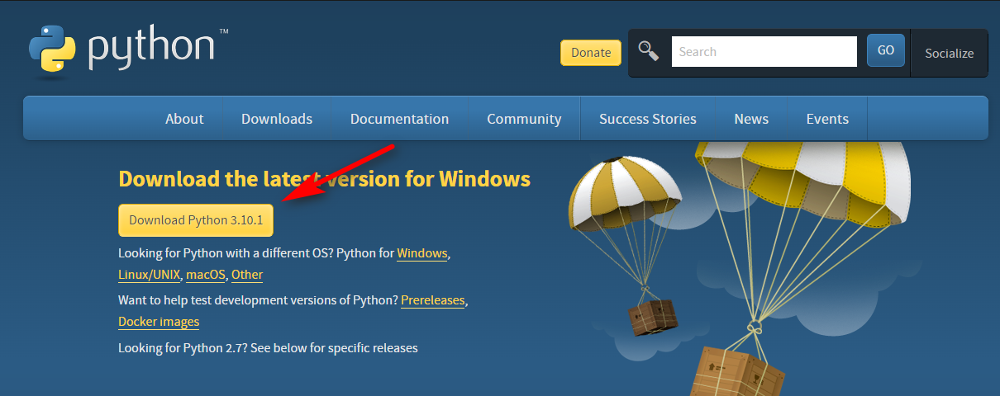 python™
Donate
Search
GO
Socialize
About
Downloads
Documentation
Community
Success Stories
News
Events
Download the latest version for Windows
Download Python 3.10.1
Looking for Python with a different OS? Python for Windows,
Linux/UNIX, macOS, Other
Want to help test development versions of Python? Prereleases,
Docker images
Looking for Python 2.7? See below for specific releases